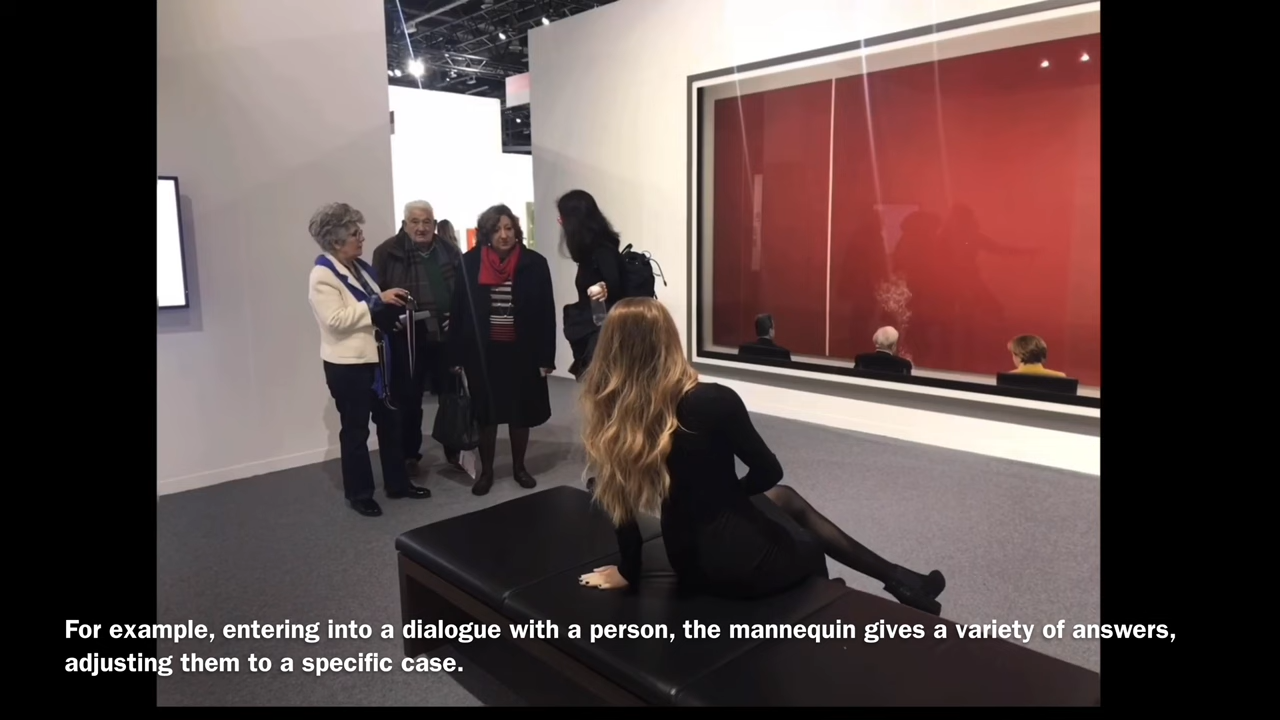 For example, entering into a dialogue with a person, the mannequin gives a variety of answers,
adjusting them to a specific case.